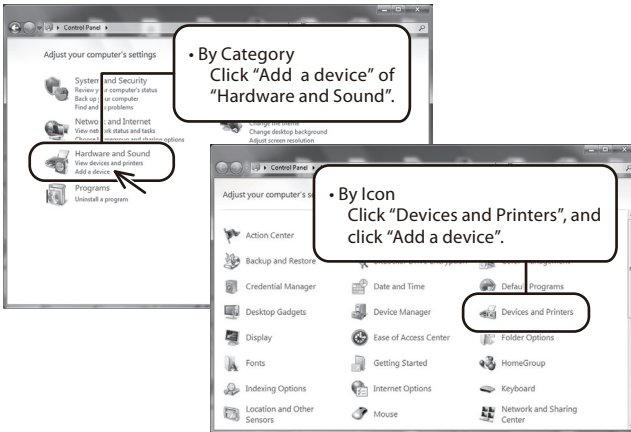 Control Panel
Adjust your computer's settings
• By Category
Click “Add a device” of
“Hardware and Sound”.
System and Security
Review your computer's status
Back up your computer
Find and fix problems
Network and Internet
View network status and tasks
Choose homegroup and sharing options
Hardware and Sound
View devices and printers
Add a device
Programs
Uninstall a program
Change the theme
Change desktop background
Adjust screen resolution
Control Panel
Adjust your computer's
• By Icon
Click “Devices and Printers”, and
click “Add a device”.
Action Center
Backup and Restore
Credential Manager
Date and Time
Default Programs
Desktop Gadgets
Device Manager
Devices and Printers
Display
Ease of Access Center
Folder Options
Fonts
Getting Started
HomeGroup
Indexing Options
Internet Options
Keyboard
Location and Other
Sensors
Mouse
Network and Sharing
Center